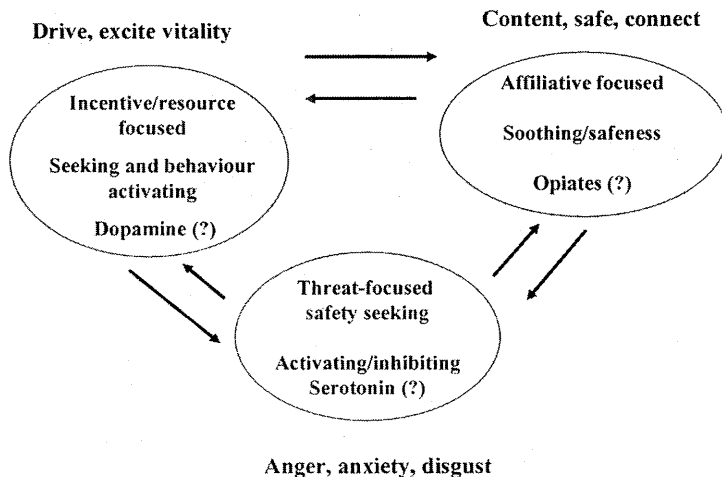 Drive, excite vitality
Content, safe, connect
Incentive/resource
focused
Seeking and behaviour
activating
Dopamine (?)
Affiliative focused
Soothing/safeness
Opiates (?)
Threat-focused
safety seeking
Activating/inhibiting
Serotonin (?)
Anger, anxiety, disgust